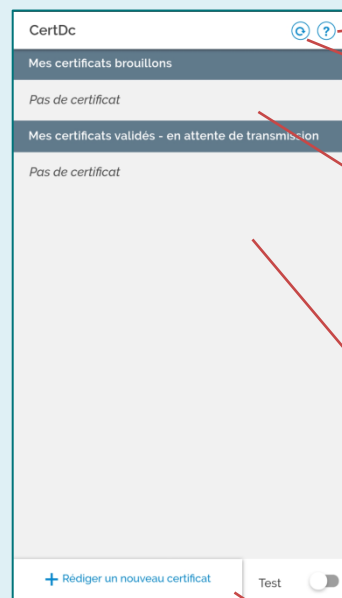 CertDc
?
Mes certificats brouillons
Pas de certificat
Mes certificats validés - en attente de transmission
Pas de certificat
+ Rédiger un nouveau certificat
Test